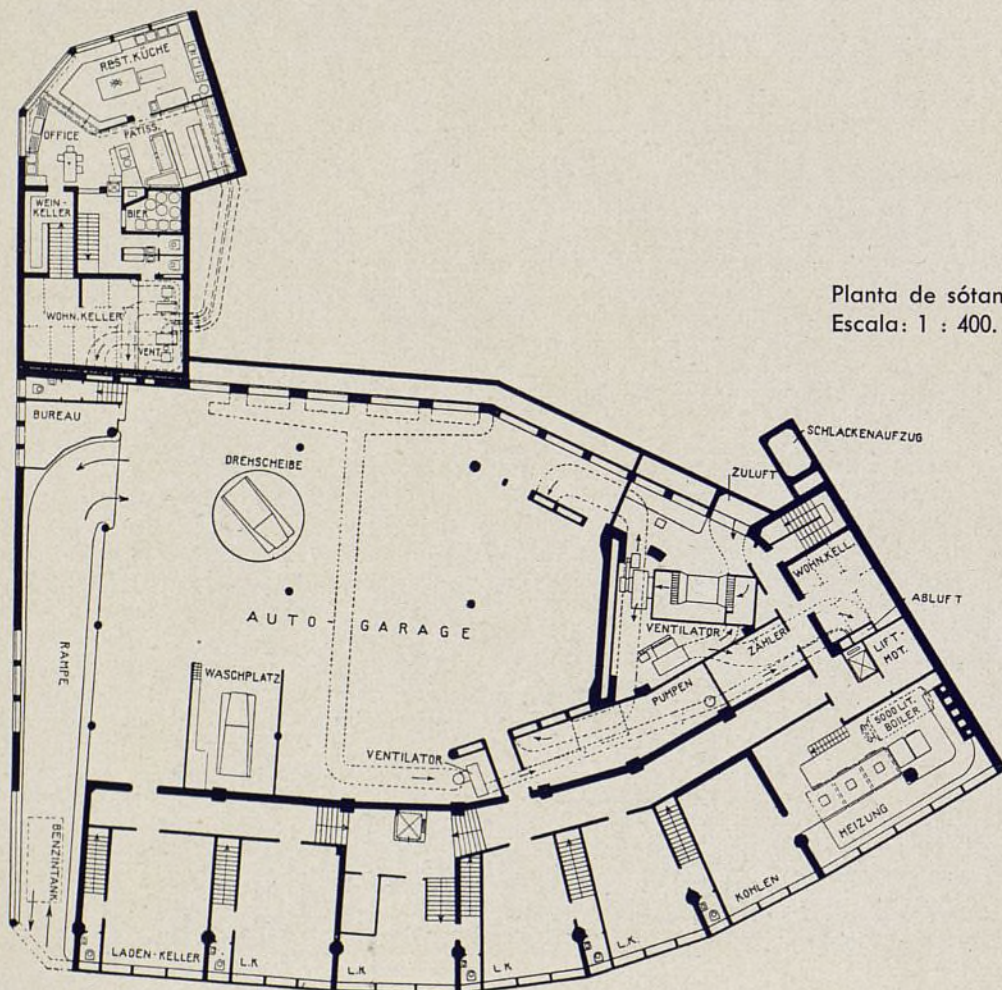 REST. KÜCHE
OFFICE
PATISS.
WEIN-
KELLER
BIER
WOHN. KELLER
VENT.
Planta de sótan
Escala: 1 : 400.
BUREAU
SCHLACKENAUFZUG
DREHSCHEIBE
ZULUFT
WOHN. KELL.
ABLUFT
AUTO-GARAGE
VENTILATOR
ZÄHLER
LIFT-
MOT.
RAMPE
WASCHPLATZ
PUMPEN
5000 LIT.
BOILER
VENTILATOR
HEIZUNG
BENZINTANK
KOHLEN
LADEN-KELLER
L.K
L.K
L.K
L.K.